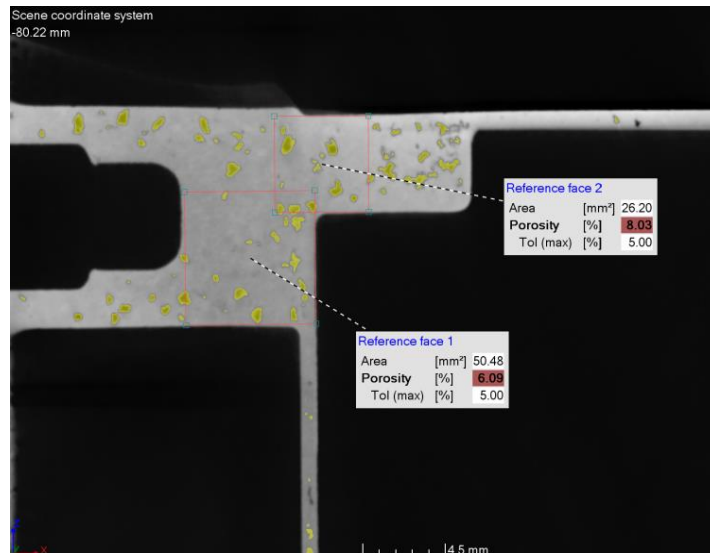 Scene coordinate system
-80.22 mm
Reference face 2
Area [mm²] 26.20
Porosity [%] 8.03
Tol (max) [%] 5.00
Reference face 1
Area [mm²] 50.48
Porosity [%] 6.09
Tol (max) [%] 5.00
4.5 mm
X